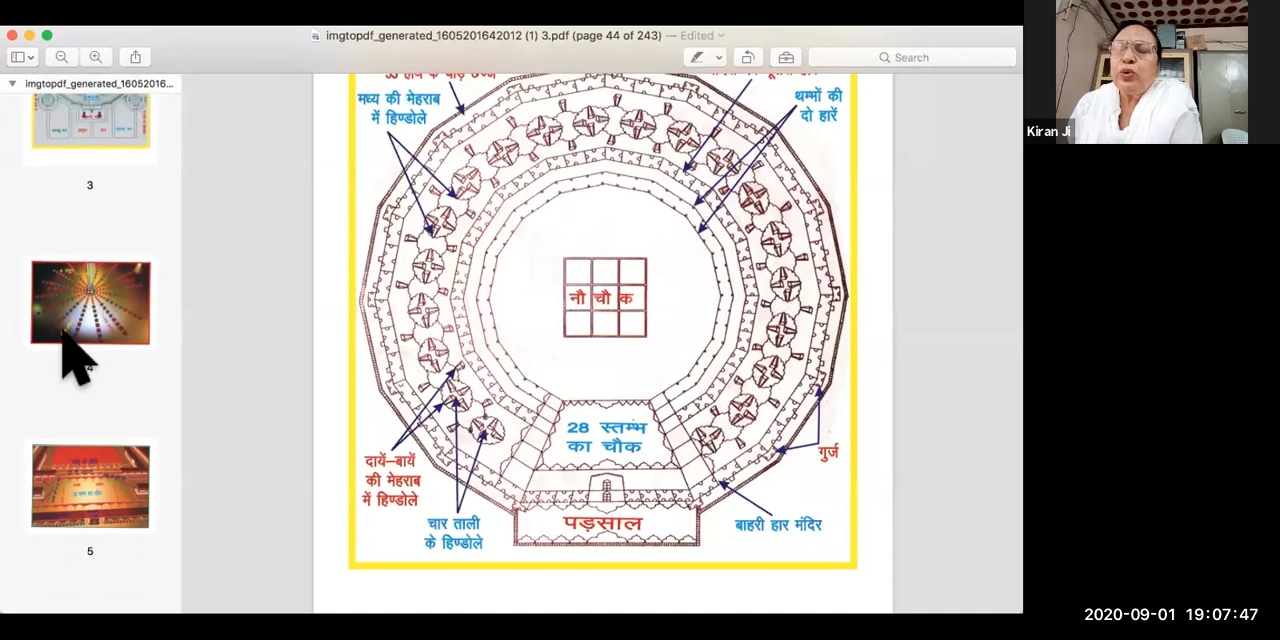 imgtopdf_generated_1605201642012 (1) 3.pdf (page 44 of 243) — Edited
Search
imgtopdf_generated_16052016...
3
5
मध्य की मेहराब
में हिण्डोले
थम्भों की
दो हारें
नौ चौ क
28 स्तम्भ
का चौक
दायें–बायें
की मेहराब
में हिण्डोले
चार ताली
के हिण्डोले
पड़साल
गुर्ज
बाहरी हार मंदिर
Kiran Ji
2020-09-01 19:07:47